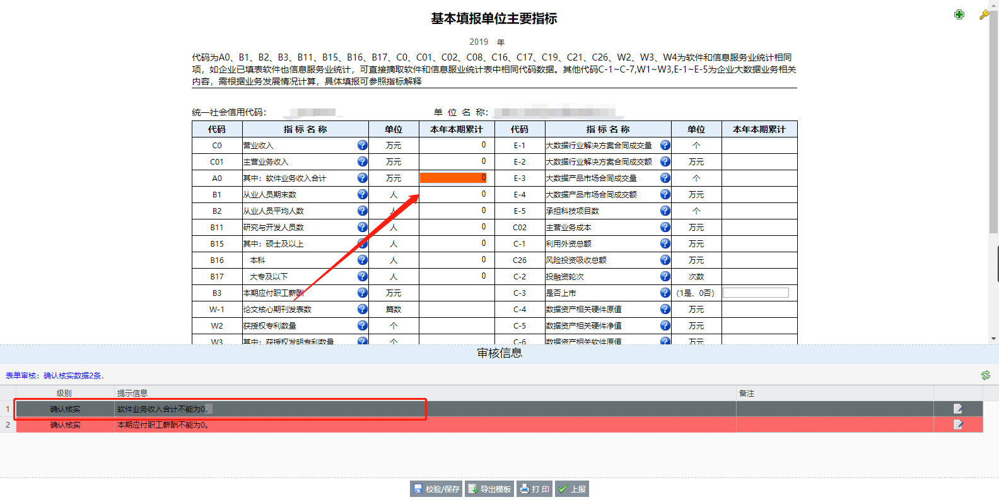 基本填报单位主要指标
2019 年
代码为A0、B1、B2、B3、B11、B15、B16、B17、C0、C01、C02、C08、C16、C17、C19、C21、C26、W2、W3、W4为软件和信息服务业统计相同
项，如企业已填表软件也信息服务业统计，可直接摘取软件和信息服业统计表中相同代码数据。其他代码C-1~C-7,W1~W3,E-1~E-5为企业大数据业务相关
内容，需根据业务发展情况计算，具体填报可参照指标解释
统一社会信用代码： 单 位 名 称：
代码 指 标 名 称 单位 本年本期累计 代码 指 标 名 称 单位 本年本期累计
C0 营业收入 万元 0 E-1 大数据行业解决方案合同成交量 个
C01 主营业务收入 万元 0 E-2 大数据行业解决方案合同成交额 万元
A0 其中：软件业务收入合计 万元 0 E-3 大数据产品市场合同成交量 个
B1 从业人员期末数 人 0 E-4 大数据产品市场合同成交额 万元
B2 从业人员平均人数 人 0 E-5 承担科技项目数 个
B11 研究与开发人员数 人 0 C02 主营业务成本 万元
B15 其中：硕士及以上 人 0 C-1 利用外资总额 万元
B16 本科 人 0 C26 风险投资吸收总额 万元
B17 大专及以下 人 0 C-2 投融资轮次 次数
B3 本期应付职工薪酬 万元 C-3 是否上市 (1是、0否)
W-1 论文核心期刊发表数 篇数 C-4 数据资产相关硬件原值 万元
W2 获授权专利数量 个 C-5 数据资产相关硬件净值 万元
W3 其中：获授权发明专利数量 个 C-6 数据资产相关软件原值 万元
审核信息
表单审核：确认核实数据2条,
级别 提示信息 备注
1 确认核实 软件业务收入合计不能为0。
2 确认核实 本期应付职工薪酬不能为0。
校验/保存 导出模板 打 印 上报